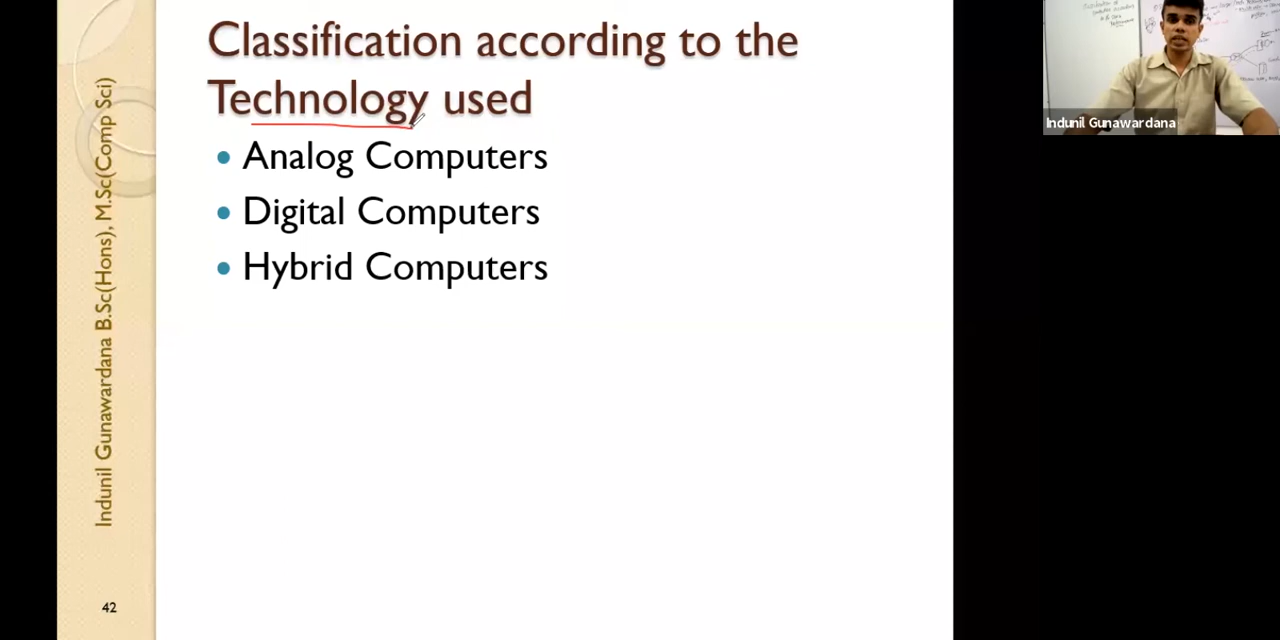 Classification according to the
Technology used
Analog Computers
Digital Computers
Hybrid Computers
Indunil Gunawardana B.Sc(Hons), M.Sc(Comp Sci)
42
Indunil Gunawardana